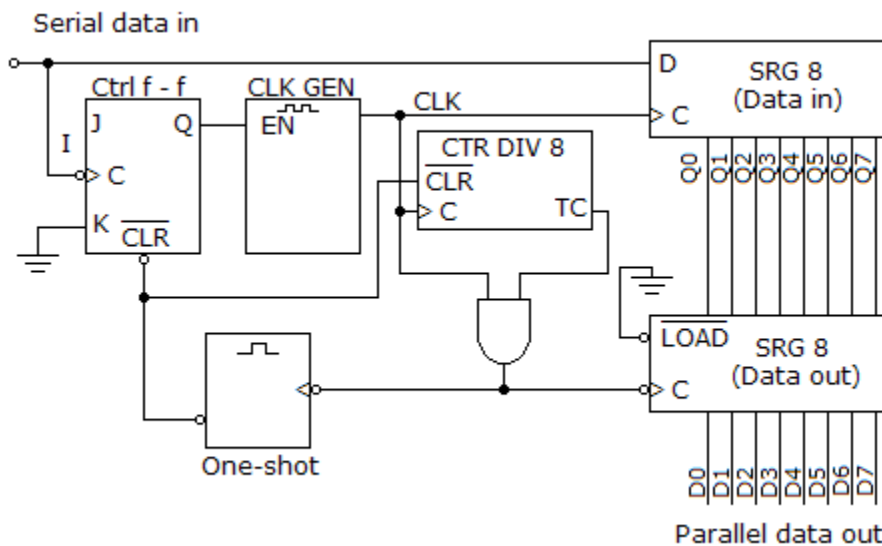 Serial data in
Ctrl f - f
CLK GEN
J
Q
EN
CLK
D
SRG 8
(Data in)
C
I
C
CTR DIV 8
CLR
C
TC
K
CLR
Q0
Q1
Q2
Q3
Q4
Q5
Q6
Q7
LOAD
SRG 8
(Data out)
C
One-shot
D0
D1
D2
D3
D4
D5
D6
D7
Parallel data out